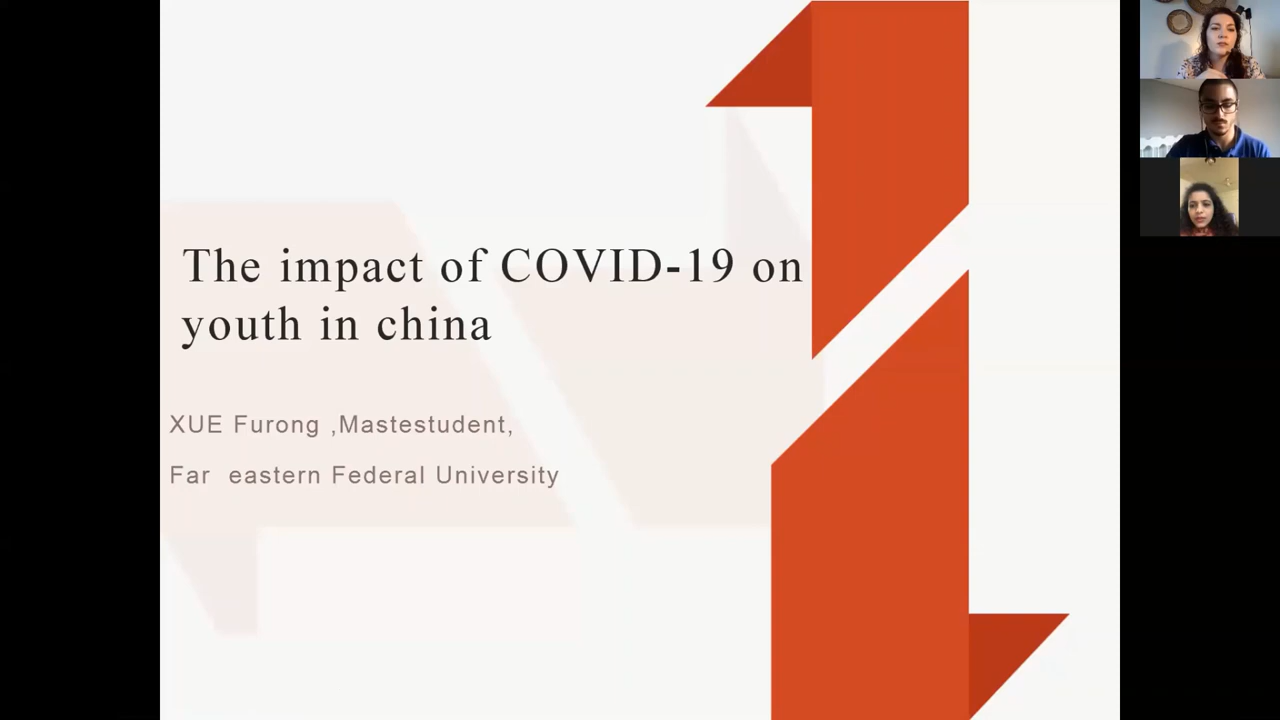 The impact of COVID-19 on
youth in china
XUE Furong ,Mastestudent,
Far eastern Federal University